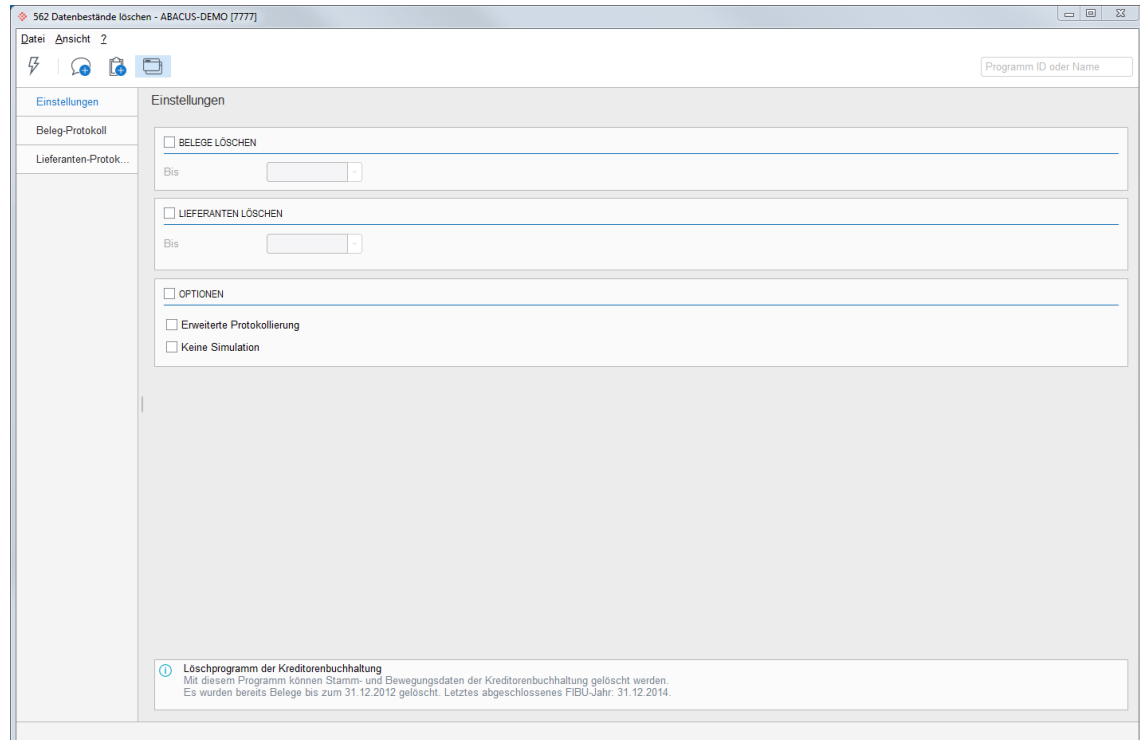 562 Datenbestände löschen - ABACUS-DEMO [7777]
Datei Ansicht ?
Programm ID oder Name
Einstellungen
Beleg-Protokoll
Lieferanten-Protok...
Einstellungen
BELEGE LÖSCHEN
Bis
LIEFERANTEN LÖSCHEN
Bis
OPTIONEN
Erweiterte Protokollierung
Keine Simulation
Löschprogramm der Kreditorenbuchhaltung
Mit diesem Programm können Stamm- und Bewegungsdaten der Kreditorenbuchhaltung gelöscht werden.
Es wurden bereits Belege bis zum 31.12.2012 gelöscht. Letztes abgeschlossenes FIBU-Jahr: 31.12.2014.